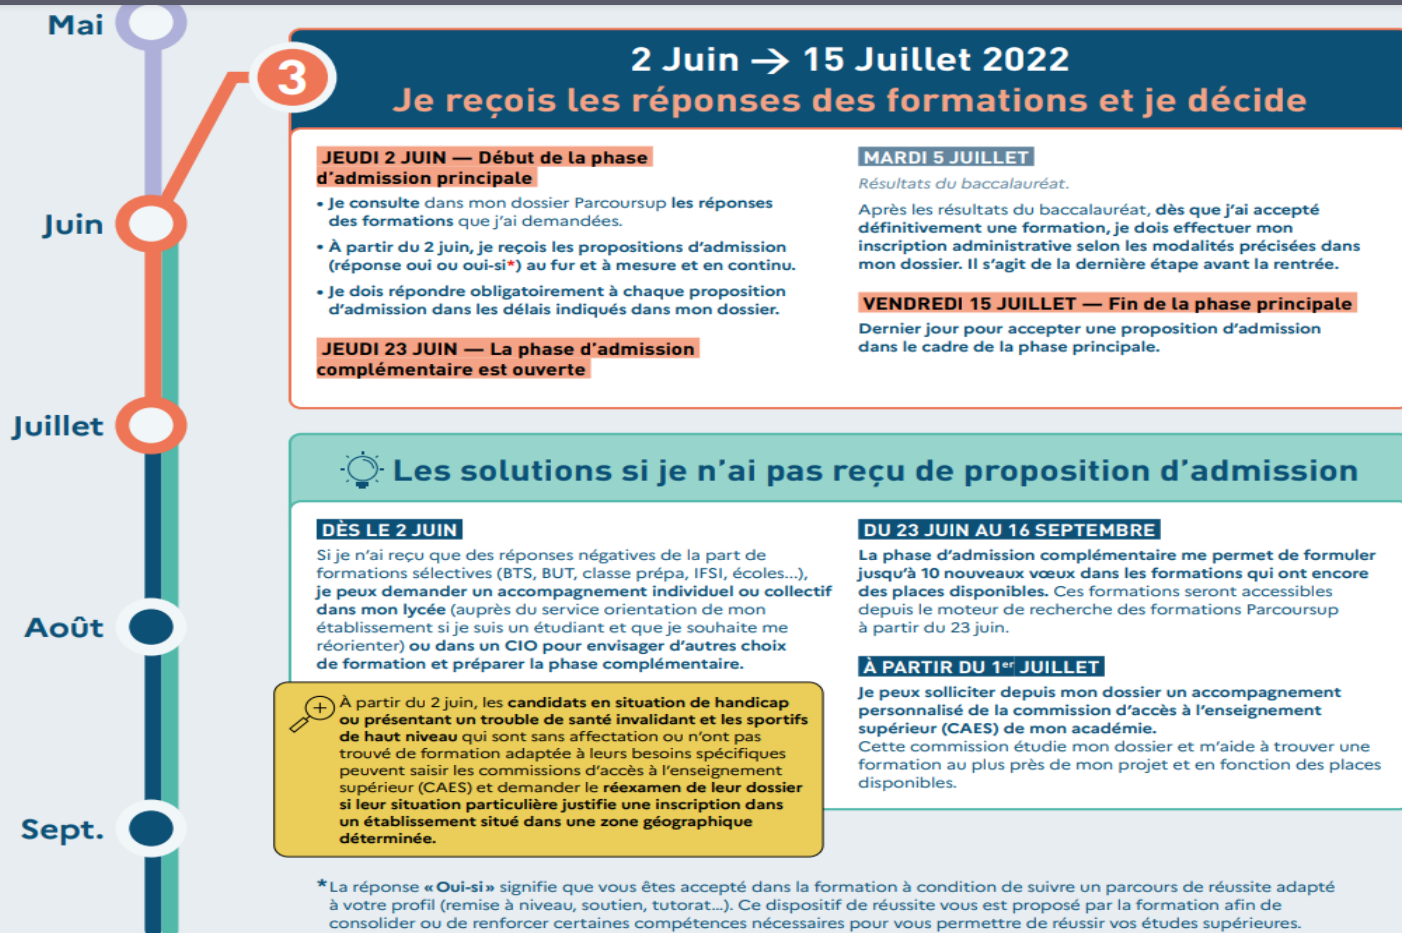 Mai
Juin
Juillet
Août
Sept.
3
2 Juin → 15 Juillet 2022
Je reçois les réponses des formations et je décide
JEUDI 2 JUIN — Début de la phase
d'admission principale
• Je consulte dans mon dossier Parcoursup les réponses
des formations que j'ai demandées.
• À partir du 2 juin, je reçois les propositions d'admission
(réponse oui ou oui-si*) au fur et à mesure et en continu.
• Je dois répondre obligatoirement à chaque proposition
d'admission dans les délais indiqués dans mon dossier.
JEUDI 23 JUIN — La phase d'admission
complémentaire est ouverte
MARDI 5 JUILLET
Résultats du baccalauréat.
Après les résultats du baccalauréat, dès que j'ai accepté
définitivement une formation, je dois effectuer mon
inscription administrative selon les modalités précisées dans
mon dossier. Il s'agit de la dernière étape avant la rentrée.
VENDREDI 15 JUILLET — Fin de la phase principale
Dernier jour pour accepter une proposition d'admission
dans le cadre de la phase principale.
Les solutions si je n'ai pas reçu de proposition d'admission
DÈS LE 2 JUIN
Si je n'ai reçu que des réponses négatives de la part de
formations sélectives (BTS, BUT, classe prépa, IFSI, écoles...),
je peux demander un accompagnement individuel ou collectif
dans mon lycée (auprès du service orientation de mon
établissement si je suis un étudiant et que je souhaite me
réorienter) ou dans un CIO pour envisager d'autres choix
de formation et préparer la phase complémentaire.
À partir du 2 juin, les candidats en situation de handicap
ou présentant un trouble de santé invalidant et les sportifs
de haut niveau qui sont sans affectation ou n'ont pas
trouvé de formation adaptée à leurs besoins spécifiques
peuvent saisir les commissions d'accès à l'enseignement
supérieur (CAES) et demander le réexamen de leur dossier
si leur situation particulière justifie une inscription dans
un établissement situé dans une zone géographique
déterminée.
DU 23 JUIN AU 16 SEPTEMBRE
La phase d'admission complémentaire me permet de formuler
jusqu'à 10 nouveaux vœux dans les formations qui ont encore
des places disponibles. Ces formations seront accessibles
depuis le moteur de recherche des formations Parcoursup
à partir du 23 juin.
À PARTIR DU 1er JUILLET
Je peux solliciter depuis mon dossier un accompagnement
personnalisé de la commission d'accès à l'enseignement
supérieur (CAES) de mon académie.
Cette commission étudie mon dossier et m'aide à trouver une
formation au plus près de mon projet et en fonction des places
disponibles.
*La réponse « Oui-si » signifie que vous êtes accepté dans la formation à condition de suivre un parcours de réussite adapté
à votre profil (remise à niveau, soutien, tutorat...). Ce dispositif de réussite vous est proposé par la formation afin de
consolider ou de renforcer certaines compétences nécessaires pour vous permettre de réussir vos études supérieures.